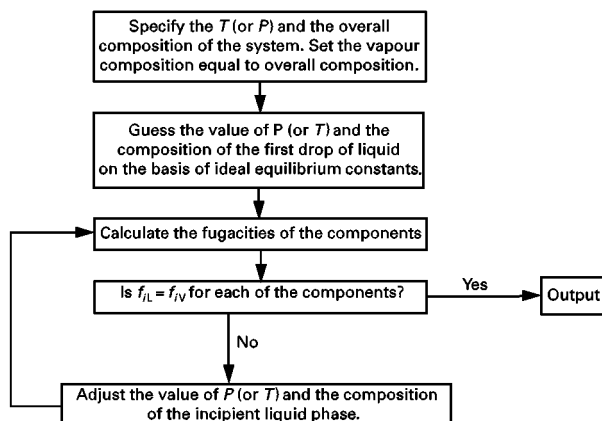 Specify the T (or P) and the overall
composition of the system. Set the vapour
composition equal to overall composition.
Guess the value of P (or T) and the
composition of the first drop of liquid
on the basis of ideal equilibrium constants.
Calculate the fugacities of the components
Is fiL = fiV for each of the components?
Yes
Output
No
Adjust the value of P (or T) and the composition
of the incipient liquid phase.